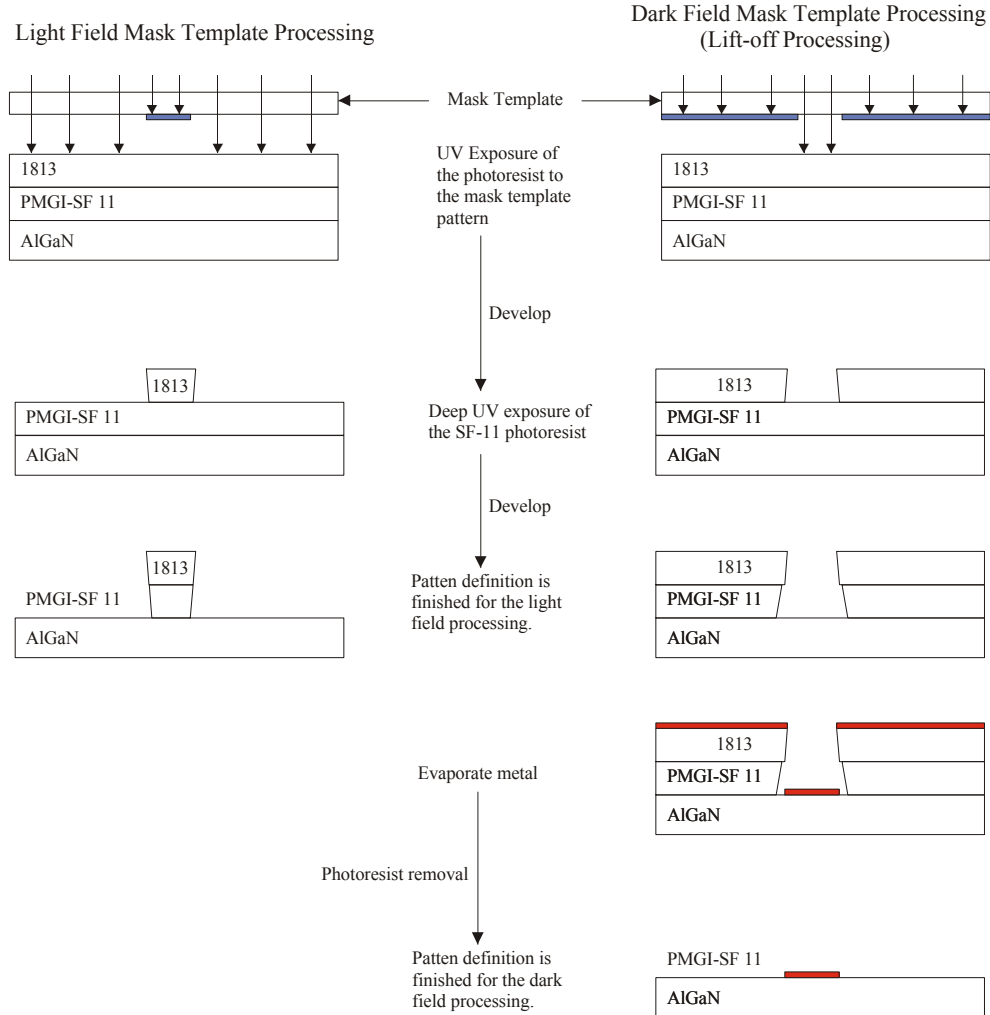 Light Field Mask Template Processing
Dark Field Mask Template Processing
(Lift-off Processing)
Mask Template
UV Exposure of
the photoresist to
the mask template
pattern
1813
PMGI-SF 11
AlGaN
1813
PMGI-SF 11
AlGaN
Develop
1813
PMGI-SF 11
AlGaN
Deep UV exposure of
the SF-11 photoresist
1813
PMGI-SF 11
AlGaN
Develop
1813
PMGI-SF 11
AlGaN
Patten definition is
finished for the light
field processing.
1813
PMGI-SF 11
AlGaN
Evaporate metal
1813
PMGI-SF 11
AlGaN
Photoresist removal
Patten definition is
finished for the dark
field processing.
PMGI-SF 11
AlGaN